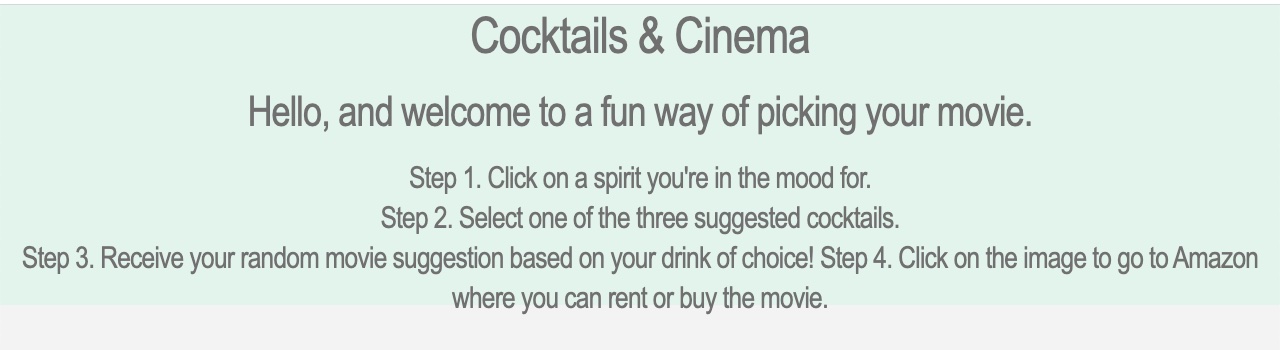 Cocktails & Cinema
Hello, and welcome to a fun way of picking your movie.
Step 1. Click on a spirit you're in the mood for.
Step 2. Select one of the three suggested cocktails.
Step 3. Receive your random movie suggestion based on your drink of choice! Step 4. Click on the image to go to Amazon
where you can rent or buy the movie.